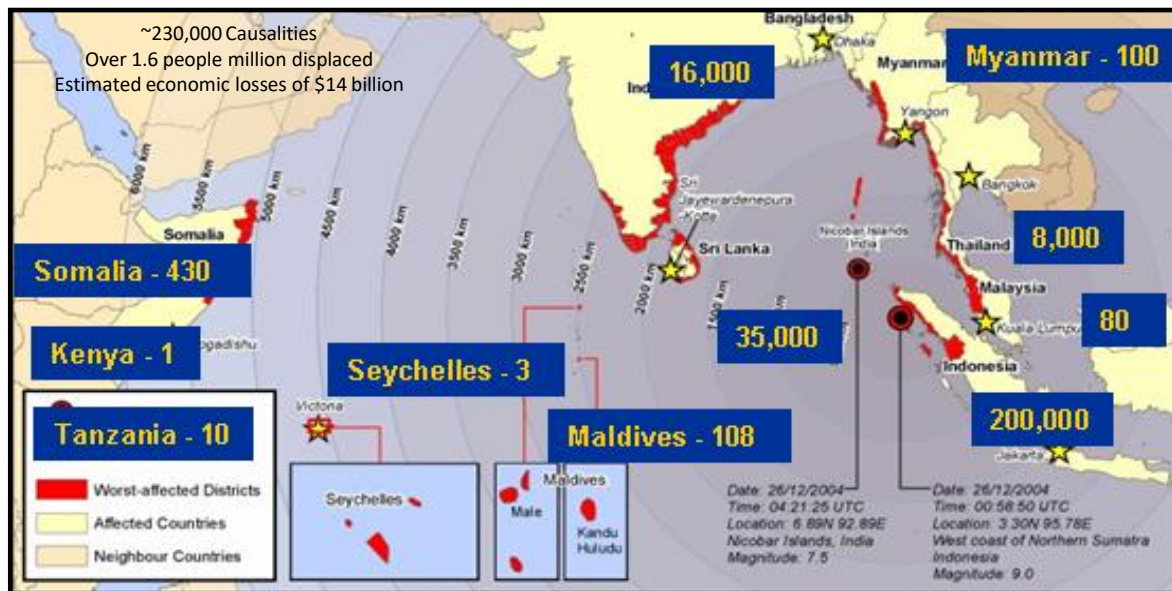 ~230,000 Causalities
Over 1.6 people million displaced
Estimated economic losses of $14 billion
Bangladesh
Dhaka
Myanmar
Myanmar - 100
16,000
Yangon
Bangkok
6000 km
5500 km
5000 km
4500 km
4000 km
3500 km
3000 km
2500 km
2000 km
Sri
Jayewardenepura
-Kotte
Sri Lanka
Nicobar Islands
(India)
Thailand
8,000
Malaysia
Kuala Lumpu
80
Somalia
Somalia - 430
35,000
Indonesia
Kenya - 1
ogadishu
Seychelles - 3
Victoria
Tanzania - 10
Maldives - 108
200,000
Jakarta
Worst-affected Districts
Affected Countries
Neighbour Countries
Seychelles
Maldives
Male
Kandu
Huludu
Date: 26/12/2004
Time: 04:21:25 UTC
Location: 6.89N 92.89E
Nicobar Islands, India
Magnitude: 7.5
Date: 26/12/2004
Time: 00:58:50 UTC
Location: 3.30N 95.78E
West coast of Northern Sumatra
Indonesia
Magnitude: 9.0